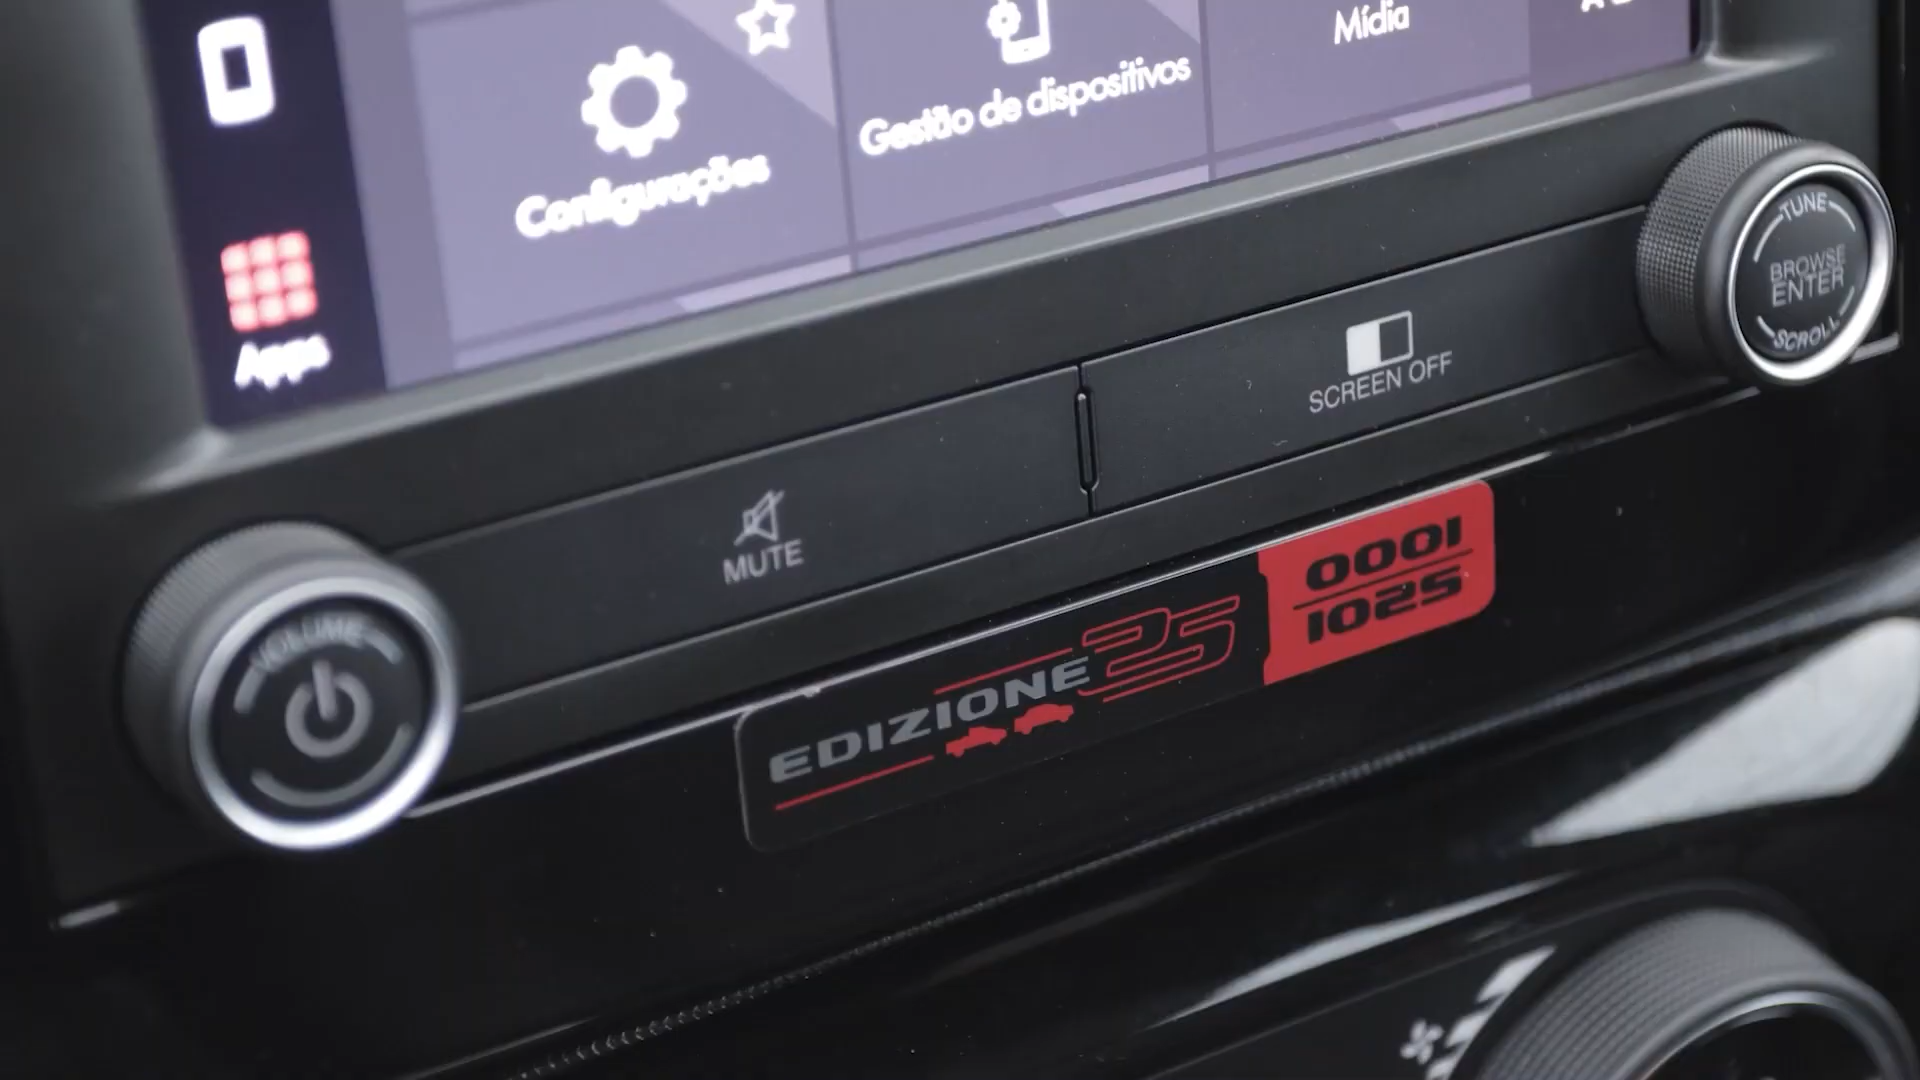 Mídia
Gestão de dispositivos
Configurações
Apps
TUNE
BROWSE
ENTER
SCROLL
SCREEN OFF
MUTE
VOLUME
EDIZIONE 25
0001
1025